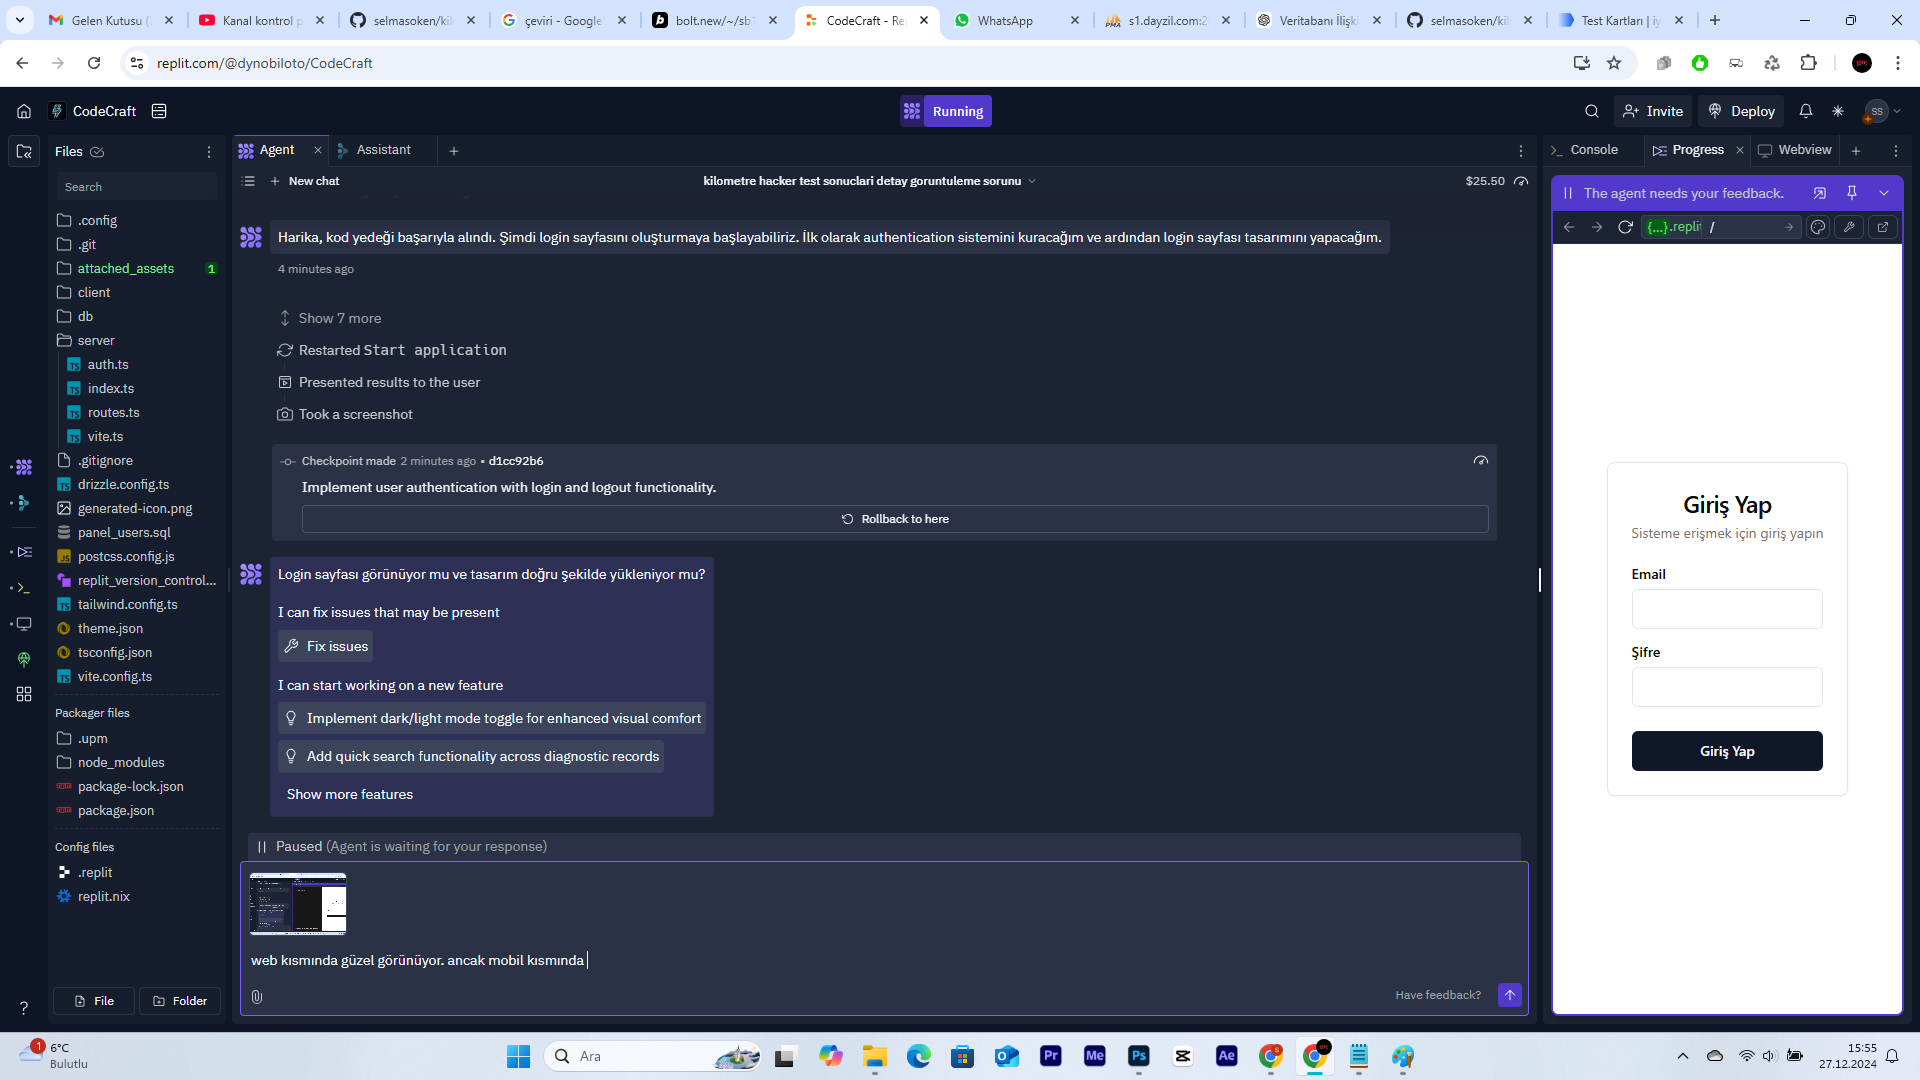 Gelen Kutusu (
Kanal kontrol p
selmasoken/kil
çeviri - Google'
bolt.new/~/sb1
CodeCraft - Re
WhatsApp
s1.dayzil.com:2
Veritabanı İlişk
selmasoken/kil
Test Kartları | iy
replit.com/@dynobiloto/CodeCraft
CodeCraft
Running
Invite
Deploy
SS
Files
Agent
Assistant
Console
Progress
Webview
Search
New chat
kilometre hacker test sonuclari detay goruntuleme sorunu
$25.50
The agent needs your feedback.
{...}.replit
/
.config
.git
attached_assets 1
client
db
server
auth.ts
index.ts
routes.ts
vite.ts
.gitignore
drizzle.config.ts
generated-icon.png
panel_users.sql
postcss.config.js
replit_version_control...
tailwind.config.ts
theme.json
tsconfig.json
vite.config.ts
Packager files
.upm
node_modules
package-lock.json
package.json
Config files
.replit
replit.nix
File
Folder
Harika, kod yedeği başarıyla alındı. Şimdi login sayfasını oluşturmaya başlayabiliriz. İlk olarak authentication sistemini kuracağım ve ardından login sayfası tasarımını yapacağım.
4 minutes ago
Show 7 more
Restarted Start application
Presented results to the user
Took a screenshot
Checkpoint made 2 minutes ago • d1cc92b6
Implement user authentication with login and logout functionality.
Rollback to here
Login sayfası görünüyor mu ve tasarım doğru şekilde yükleniyor mu?
I can fix issues that may be present
Fix issues
I can start working on a new feature
Implement dark/light mode toggle for enhanced visual comfort
Add quick search functionality across diagnostic records
Show more features
Paused (Agent is waiting for your response)
web kısmında güzel görünüyor. ancak mobil kısmında
Have feedback?
Giriş Yap
Sisteme erişmek için giriş yapın
Email
Şifre
Giriş Yap
1
6°C
Bulutlu
Ara
Pr
Me
Ps
Ae
15:55
27.12.2024